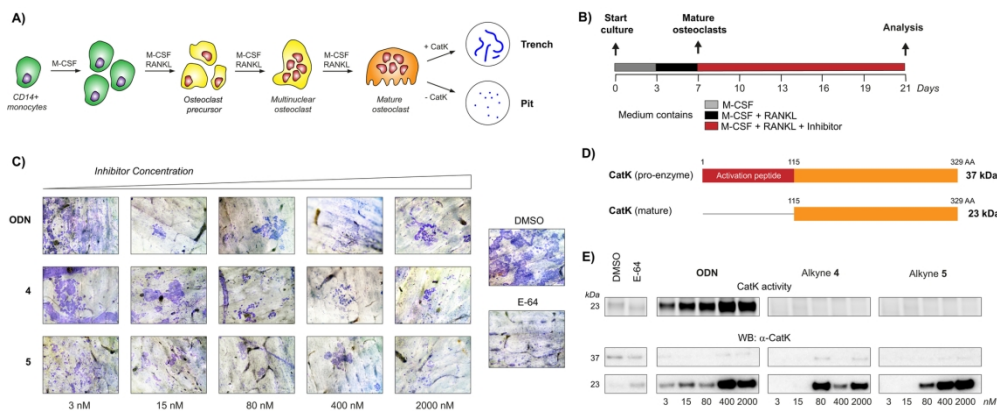 A)
M-CSF
M-CSF
RANKL
M-CSF
RANKL
M-CSF
RANKL
+ CatK
- CatK
Trench
Pit
CD14+
monocytes
Osteoclast
precursor
Multinuclear
osteoclast
Mature
osteoclast
B)
Start
culture
Mature
osteoclasts
Analysis
0 3 7 10 13 16 19 21 Days
Medium contains
M-CSF
M-CSF + RANKL
M-CSF + RANKL + Inhibitor
C)
Inhibitor Concentration
ODN
4
5
3 nM 15 nM 80 nM 400 nM 2000 nM
DMSO
E-64
D)
1 115 329 AA
CatK (pro-enzyme) Activation peptide 37 kDa
115 329 AA
CatK (mature) 23 kDa
E)
DMSO
E-64
ODN Alkyne 4 Alkyne 5
CatK activity
kDa
23
WB: α-CatK
37
23
3 15 80 400 2000 3 15 80 400 2000 3 15 80 400 2000 nM